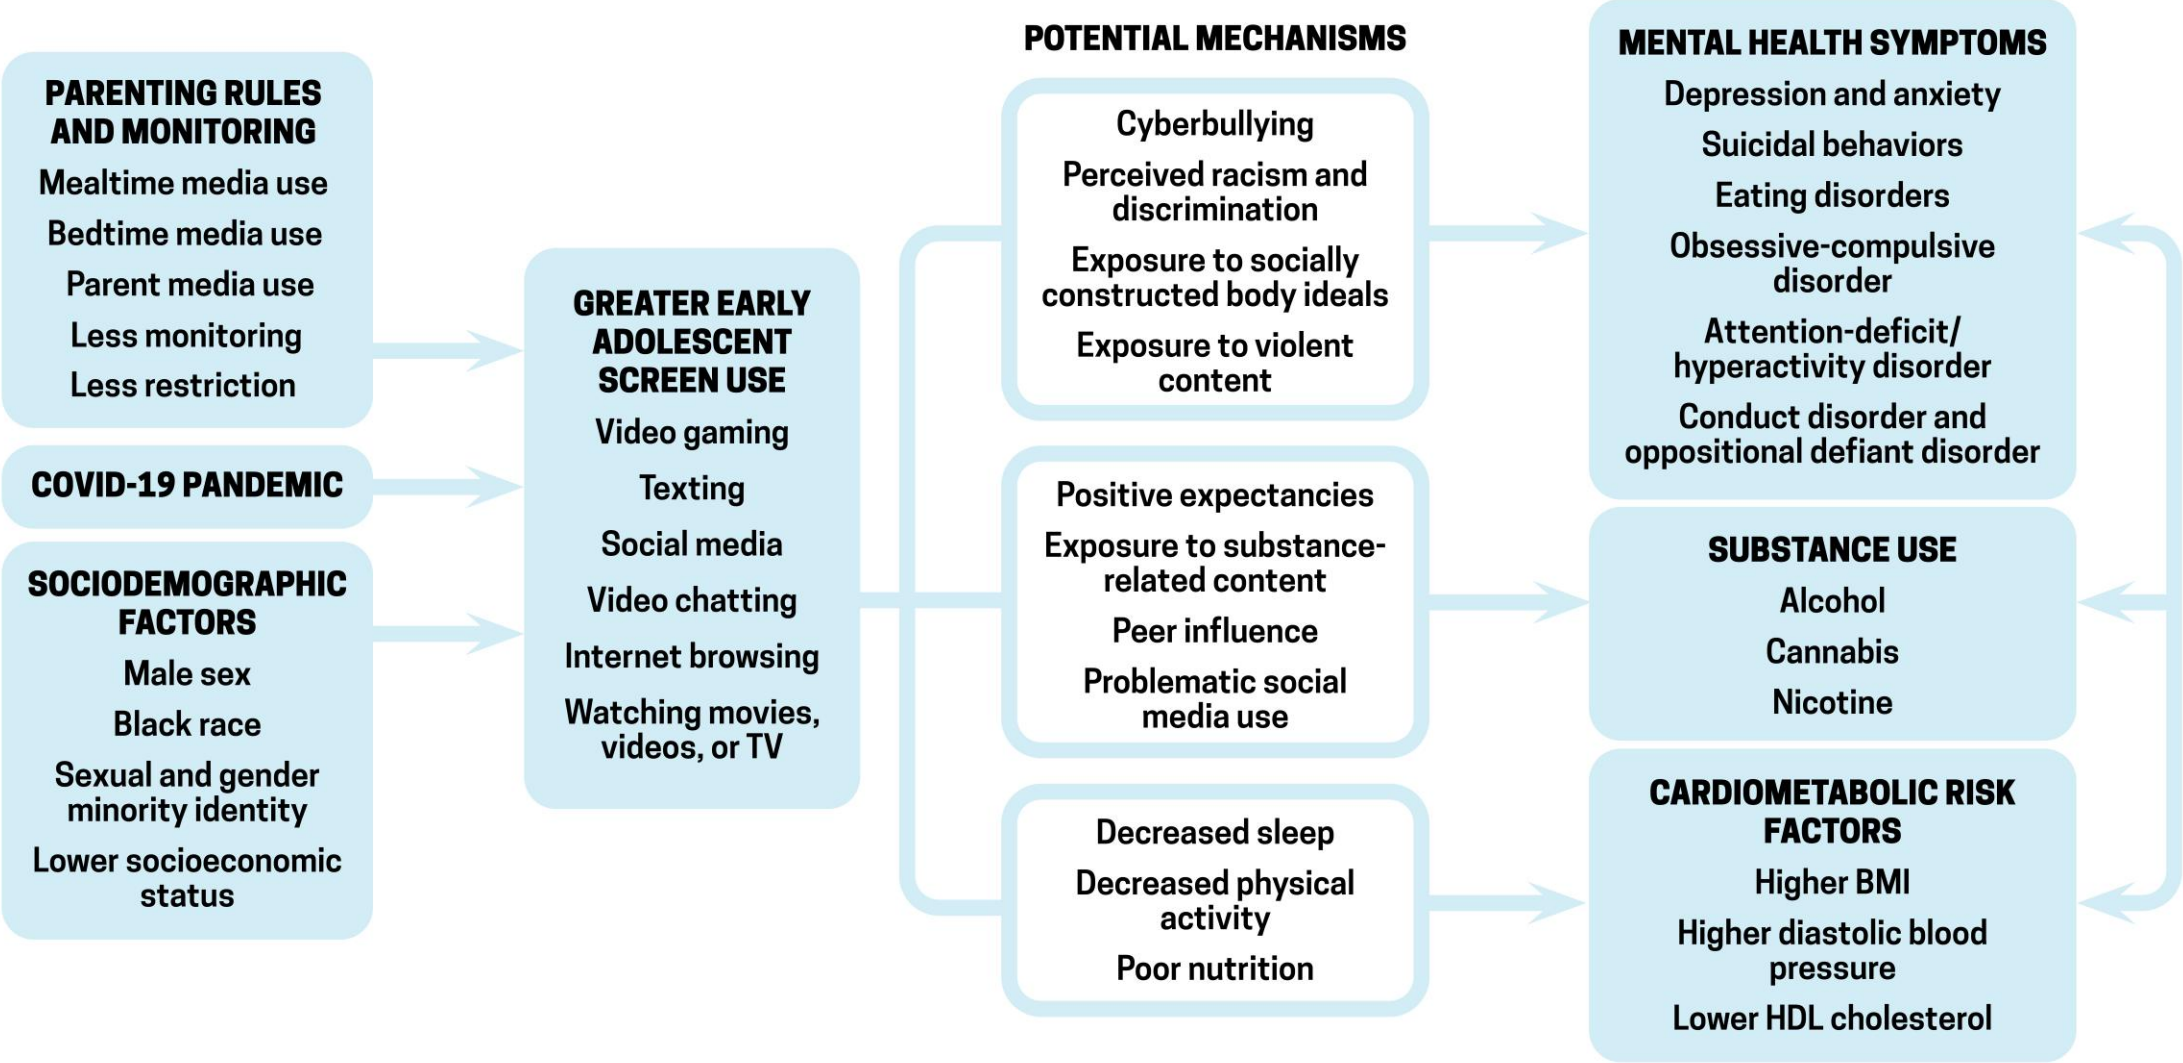 PARENTING RULES
AND MONITORING
Mealtime media use
Bedtime media use
Parent media use
Less monitoring
Less restriction
COVID-19 PANDEMIC
SOCIODEMOGRAPHIC
FACTORS
Male sex
Black race
Sexual and gender
minority identity
Lower socioeconomic
status
GREATER EARLY
ADOLESCENT
SCREEN USE
Video gaming
Texting
Social media
Video chatting
Internet browsing
Watching movies,
videos, or TV
POTENTIAL MECHANISMS
Cyberbullying
Perceived racism and
discrimination
Exposure to socially
constructed body ideals
Exposure to violent
content
Positive expectancies
Exposure to substance-
related content
Peer influence
Problematic social
media use
Decreased sleep
Decreased physical
activity
Poor nutrition
MENTAL HEALTH SYMPTOMS
Depression and anxiety
Suicidal behaviors
Eating disorders
Obsessive-compulsive
disorder
Attention-deficit/
hyperactivity disorder
Conduct disorder and
oppositional defiant disorder
SUBSTANCE USE
Alcohol
Cannabis
Nicotine
CARDIOMETABOLIC RISK
FACTORS
Higher BMI
Higher diastolic blood
pressure
Lower HDL cholesterol